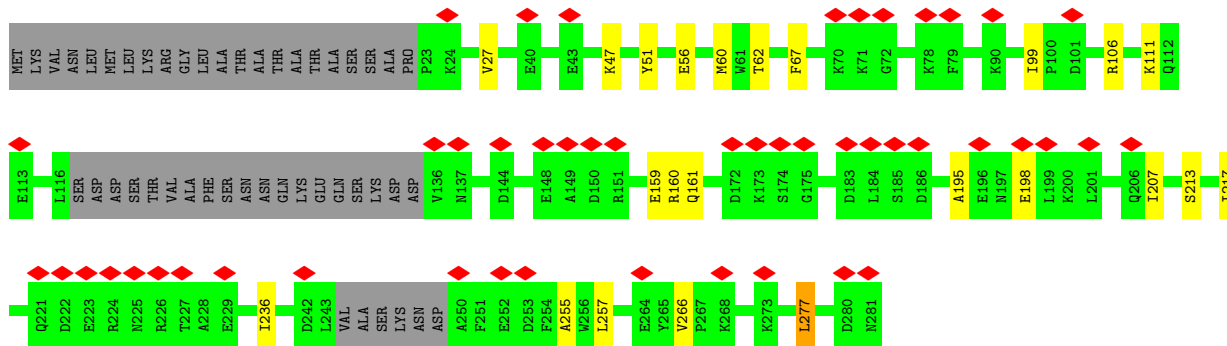 MET LYS VAL ASN LEU MET LEU LYS ARG GLY LEU ALA THR ALA THR ALA THR ALA SER SER ALA PRO P23 K24 V27 E40 E43 K47 Y51 E56 M60 W61 T62 F67 K70 K71 G72 K78 F79 K90 I99 P100 D101 R106 K111 Q112
E113 L116 SER ASP ASP SER THR VAL ALA PHE SER ASN ASN GLN LYS GLU GLN SER LYS ASP ASP V136 N137 D144 E148 A149 D150 R151 E159 R160 Q161 D172 K173 S174 G175 D183 L184 S185 D186 A195 E196 N197 E198 L199 K200 L201 Q206 I207 S213
Q221 D222 E223 R224 N225 R226 T227 A228 E229 I236 D242 L243 VAL ALA SER LYS ASN ASP A250 F251 E252 D253 F254 A255 W256 L257 E264 Y265 V266 P267 K268 K273 L277 D280 N281